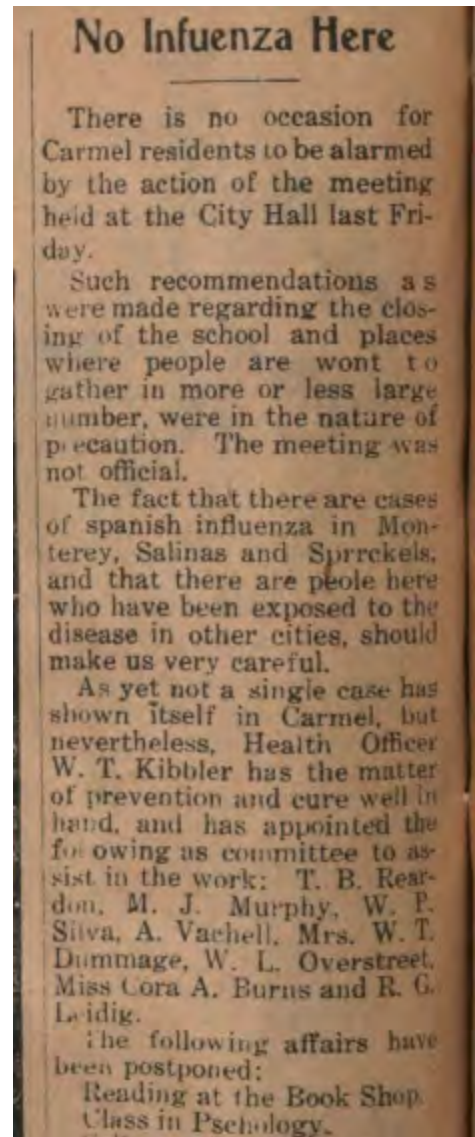 No Infuenza Here
There is no occasion for
Carmel residents to be alarmed
by the action of the meeting
held at the City Hall last Fri-
day.
Such recommendations as
were made regarding the clos-
ing of the school and places
where people are wont to
gather in more or less large
number, were in the nature of
precaution. The meeting was
not official.
The fact that there are cases
of spanish influenza in Mon-
terey, Salinas and Sprrckels,
and that there are peole here
who have been exposed to the
disease in other cities, should
make us very careful.
As yet not a single case has
shown itself in Carmel, but
nevertheless, Health Officer
W. T. Kibbler has the matter
of prevention and cure well in
hand, and has appointed the
following as committee to as-
sist in the work: T. B. Rear-
don, M. J. Murphy, W. P.
Silva, A. Vachell, Mrs. W. T.
Dummage, W. L. Overstreet,
Miss Cora A. Burns and R. G.
Leidig.
The following affairs have
been postponed:
Reading at the Book Shop.
Class in Pschology.